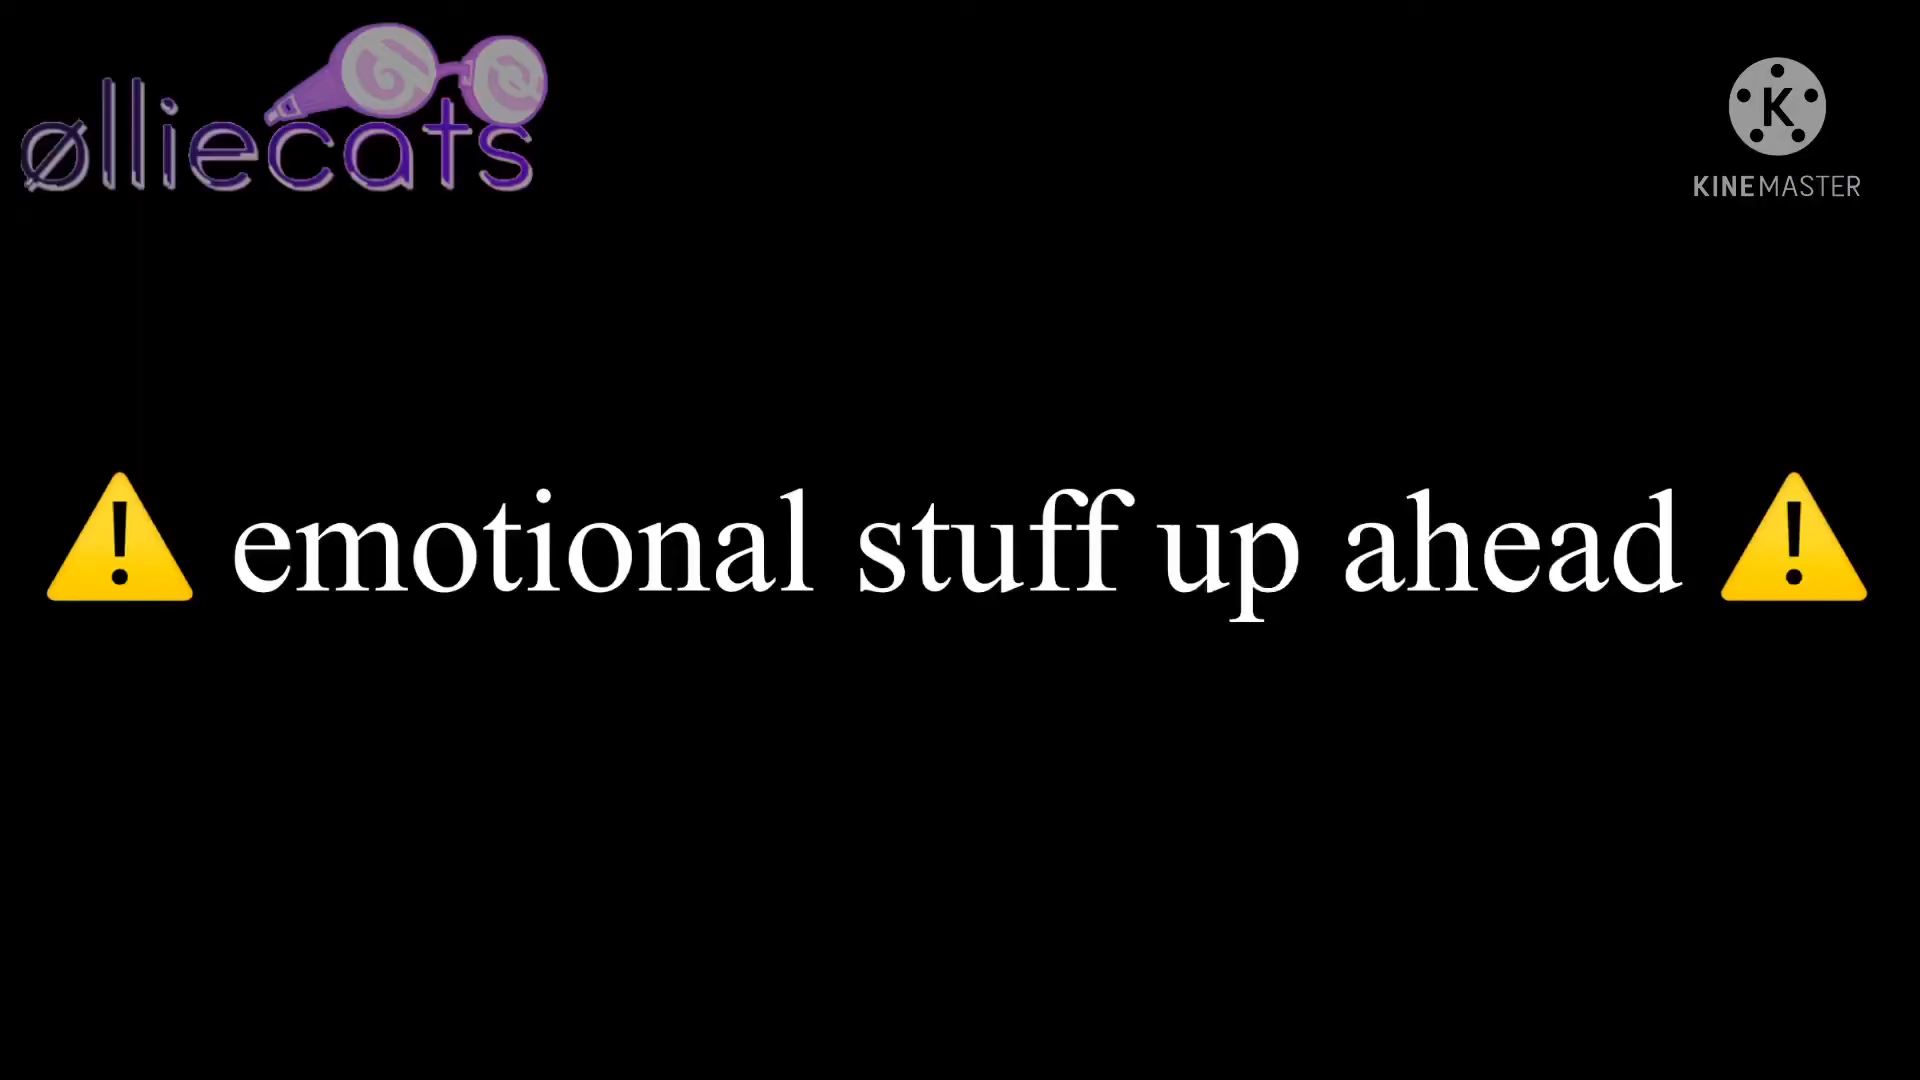 ølliecats
K
KINEMASTER
⚠️ emotional stuff up ahead ⚠️